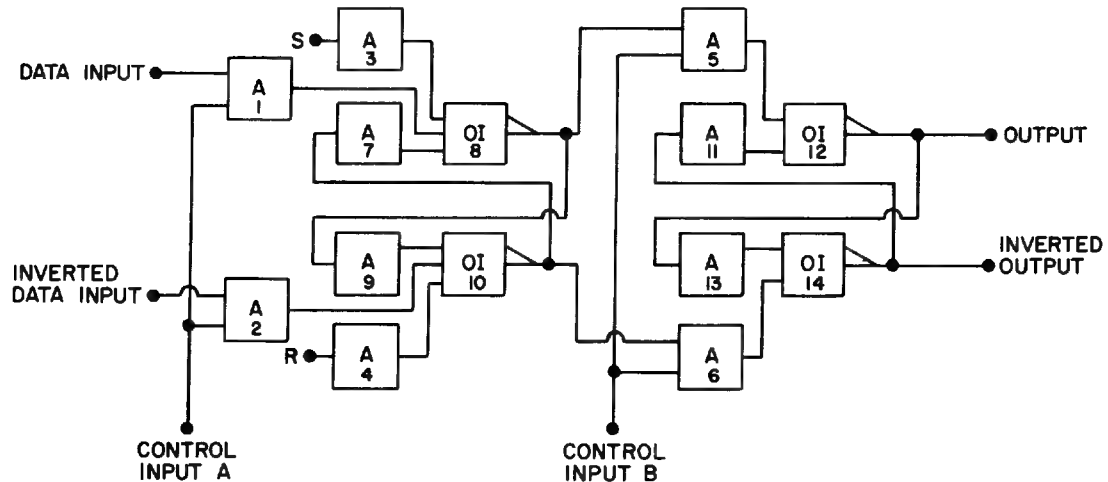 S
A
3
A
5
DATA INPUT
A
1
A
7
OI
8
A
11
OI
12
OUTPUT
INVERTED
DATA INPUT
A
2
A
9
OI
10
A
13
OI
14
INVERTED
OUTPUT
R
A
4
A
6
CONTROL
INPUT A
CONTROL
INPUT B